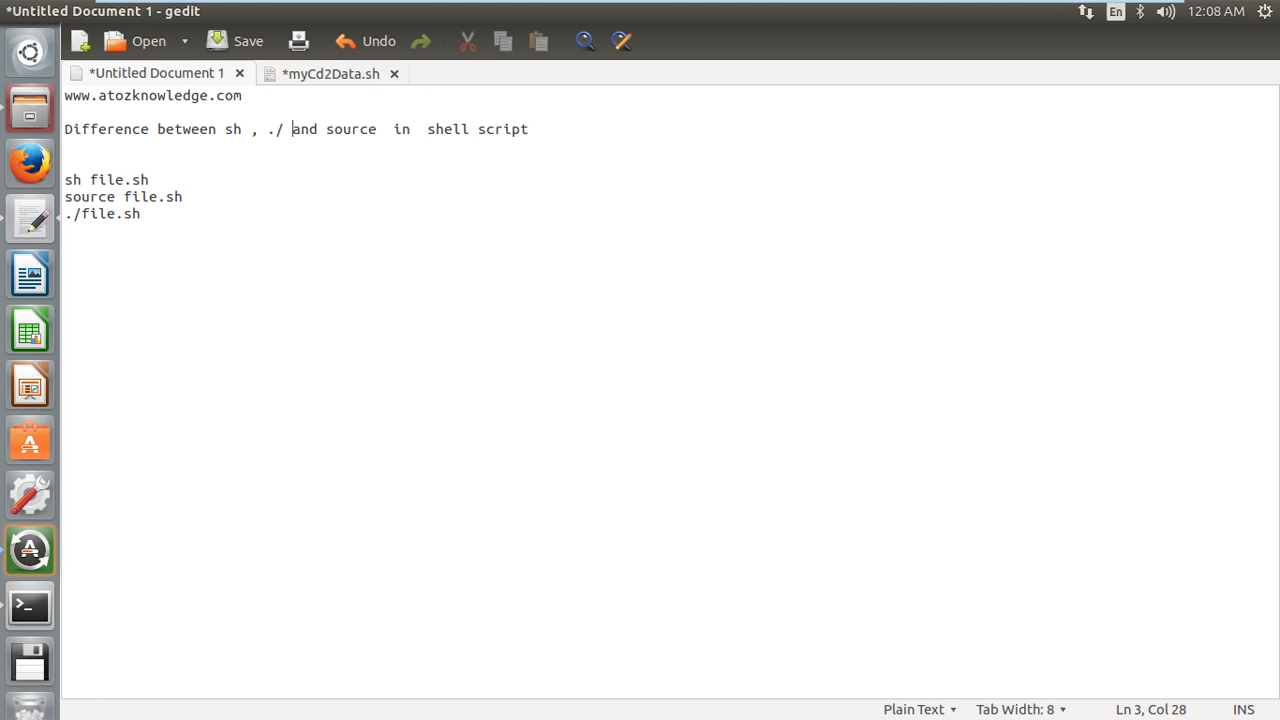 *Untitled Document 1 - gedit
En 12:08 AM
Open Save Undo
*Untitled Document 1 *myCd2Data.sh
www.atozknowledge.com
Difference between sh , ./ and source  in  shell script
sh file.sh
source file.sh
./file.sh
Plain Text Tab Width: 8 Ln 3, Col 28 INS